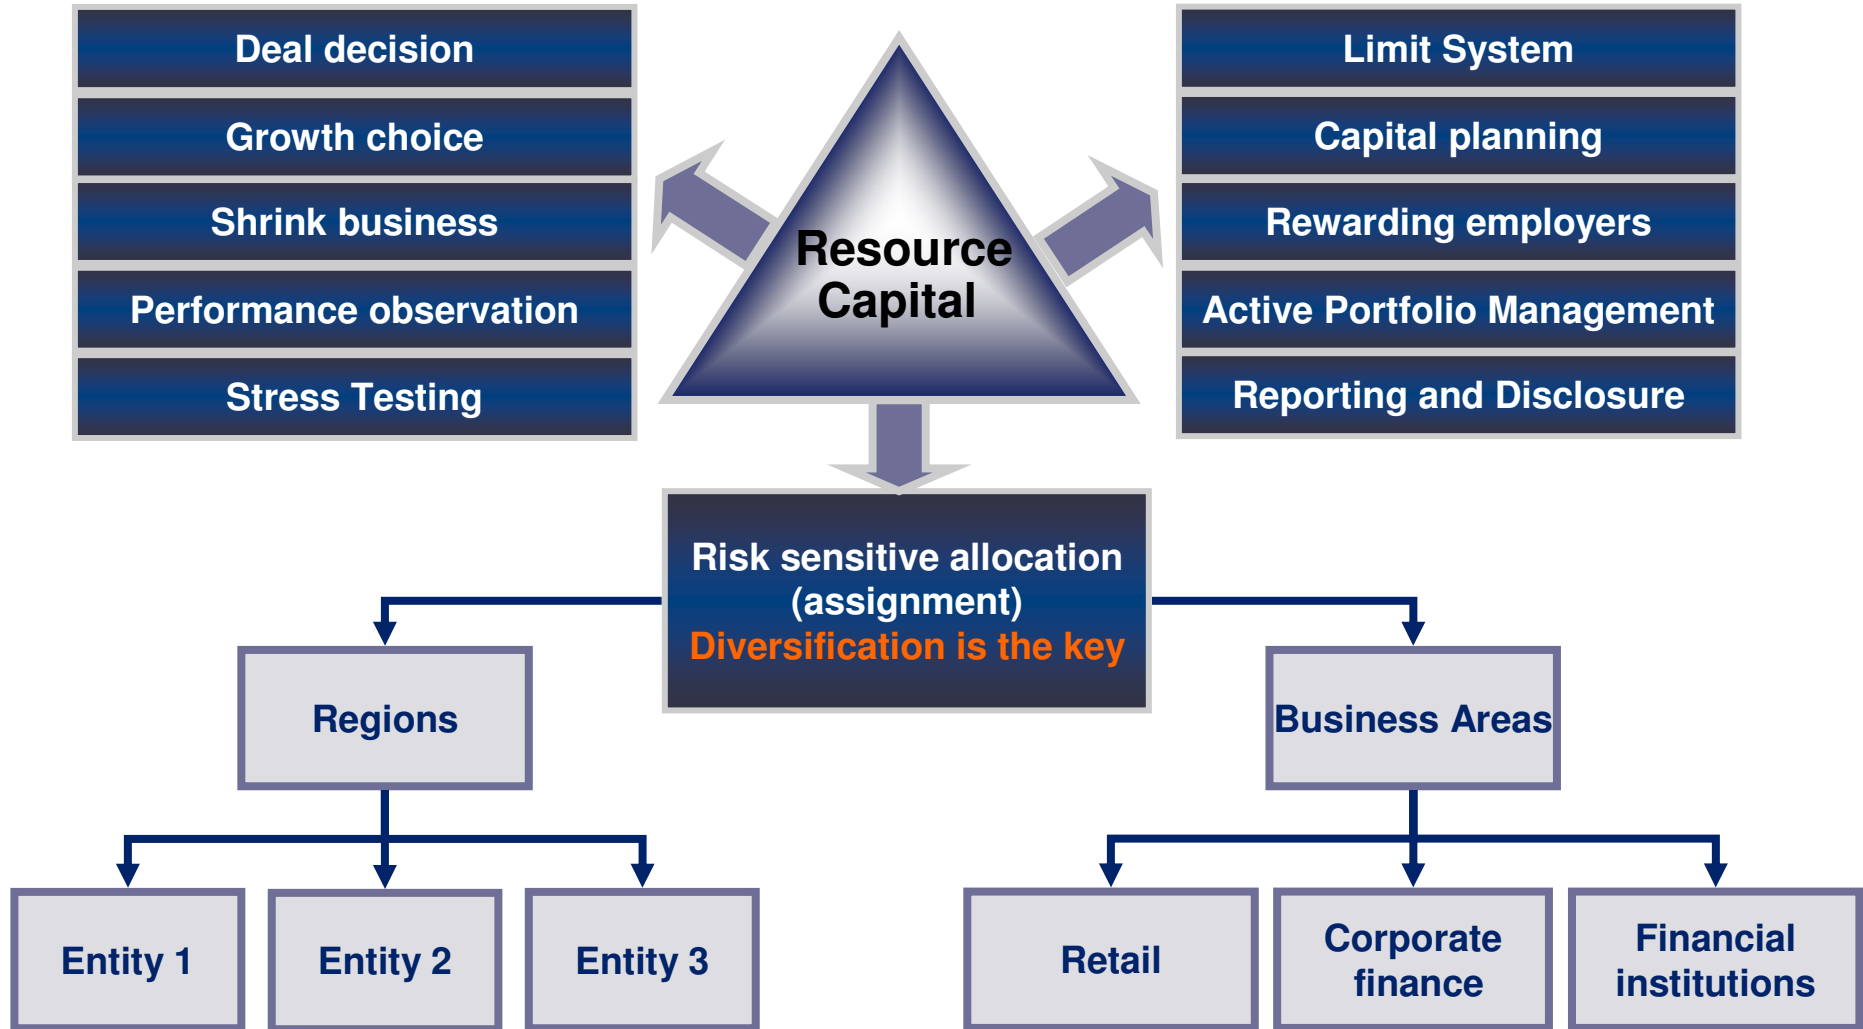 Deal decision
Growth choice
Shrink business
Performance observation
Stress Testing
Resource
Capital
Limit System
Capital planning
Rewarding employers
Active Portfolio Management
Reporting and Disclosure
Risk sensitive allocation
(assignment)
Diversification is the key
Regions
Business Areas
Entity 1
Entity 2
Entity 3
Retail
Corporate
finance
Financial
institutions